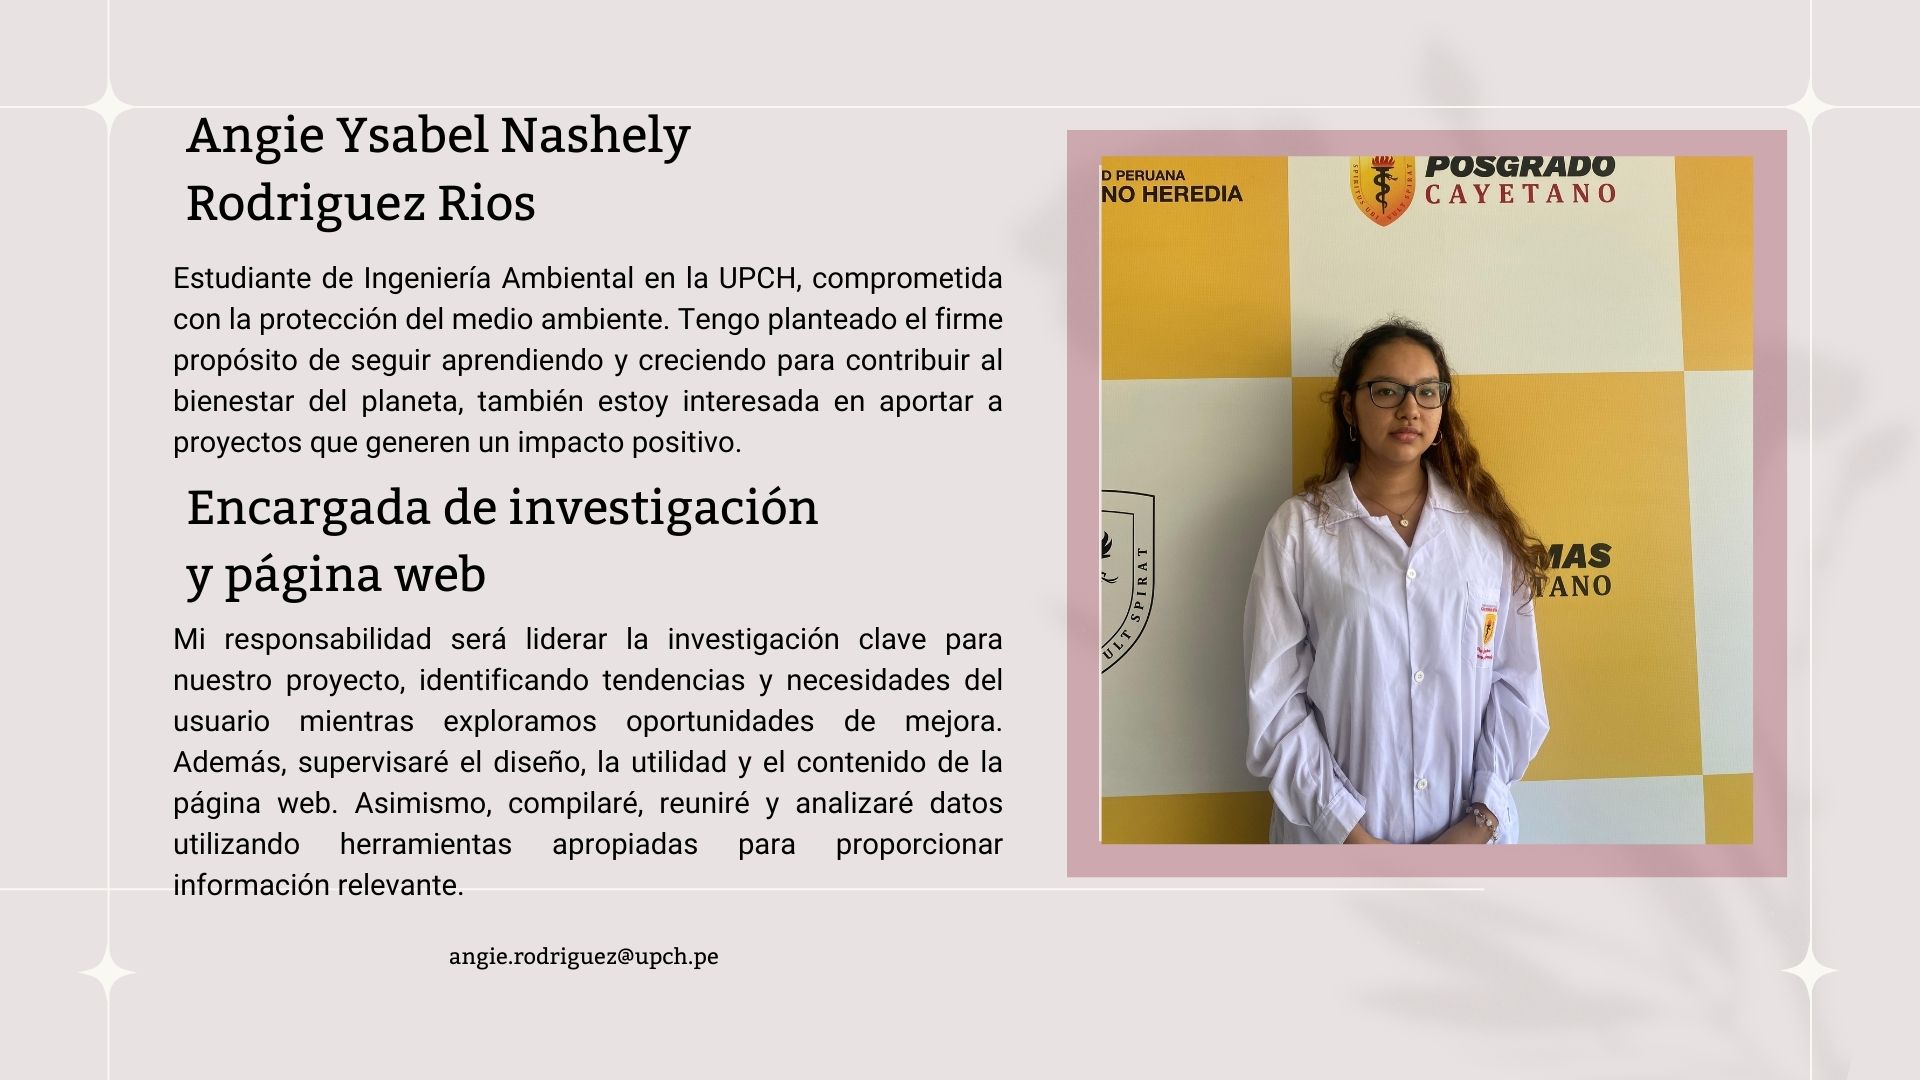 Angie Ysabel Nashely
Rodriguez Rios
Estudiante de Ingeniería Ambiental en la UPCH, comprometida
con la protección del medio ambiente. Tengo planteado el firme
propósito de seguir aprendiendo y creciendo para contribuir al
bienestar del planeta, también estoy interesada en aportar a
proyectos que generen un impacto positivo.
Encargada de investigación
y página web
Mi responsabilidad será liderar la investigación clave para
nuestro proyecto, identificando tendencias y necesidades del
usuario mientras exploramos oportunidades de mejora.
Además, supervisaré el diseño, la utilidad y el contenido de la
página web. Asimismo, compilaré, reuniré y analizaré datos
utilizando herramientas apropiadas para proporcionar
información relevante.
angie.rodriguez@upch.pe
D PERUANA
NO HEREDIA
SPIRITUS UBI VULT SPIRAT
POSGRADO
CAYETANO
ULT SPIRAT
MAS
TANO